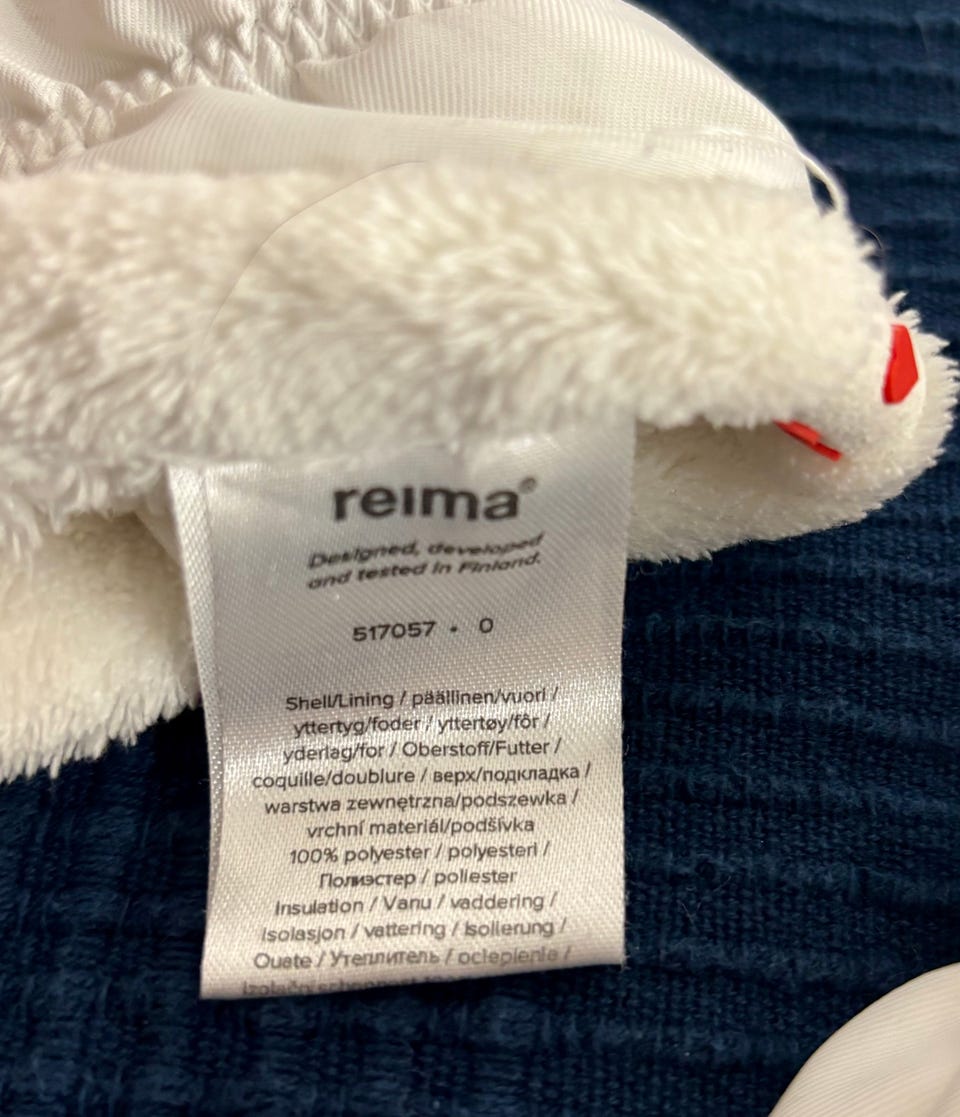 reima®
Designed, developed
and tested in Finland.
517057 • 0
Shell/Lining / päällinen/vuori /
yttertyg/foder / yttertøy/fôr /
yderlag/for / Oberstoff/Futter /
coquille/doublure / верх/подкладка /
warstwa zewnętrzna/podszewka /
vrchní materiál/podšívka
100% polyester / polyesteri /
Полиэстер / poliester
Insulation / Vanu / vaddering /
isolasjon / vattering / Isolierung /
Ouate / Утеплитель / ocieplenie /